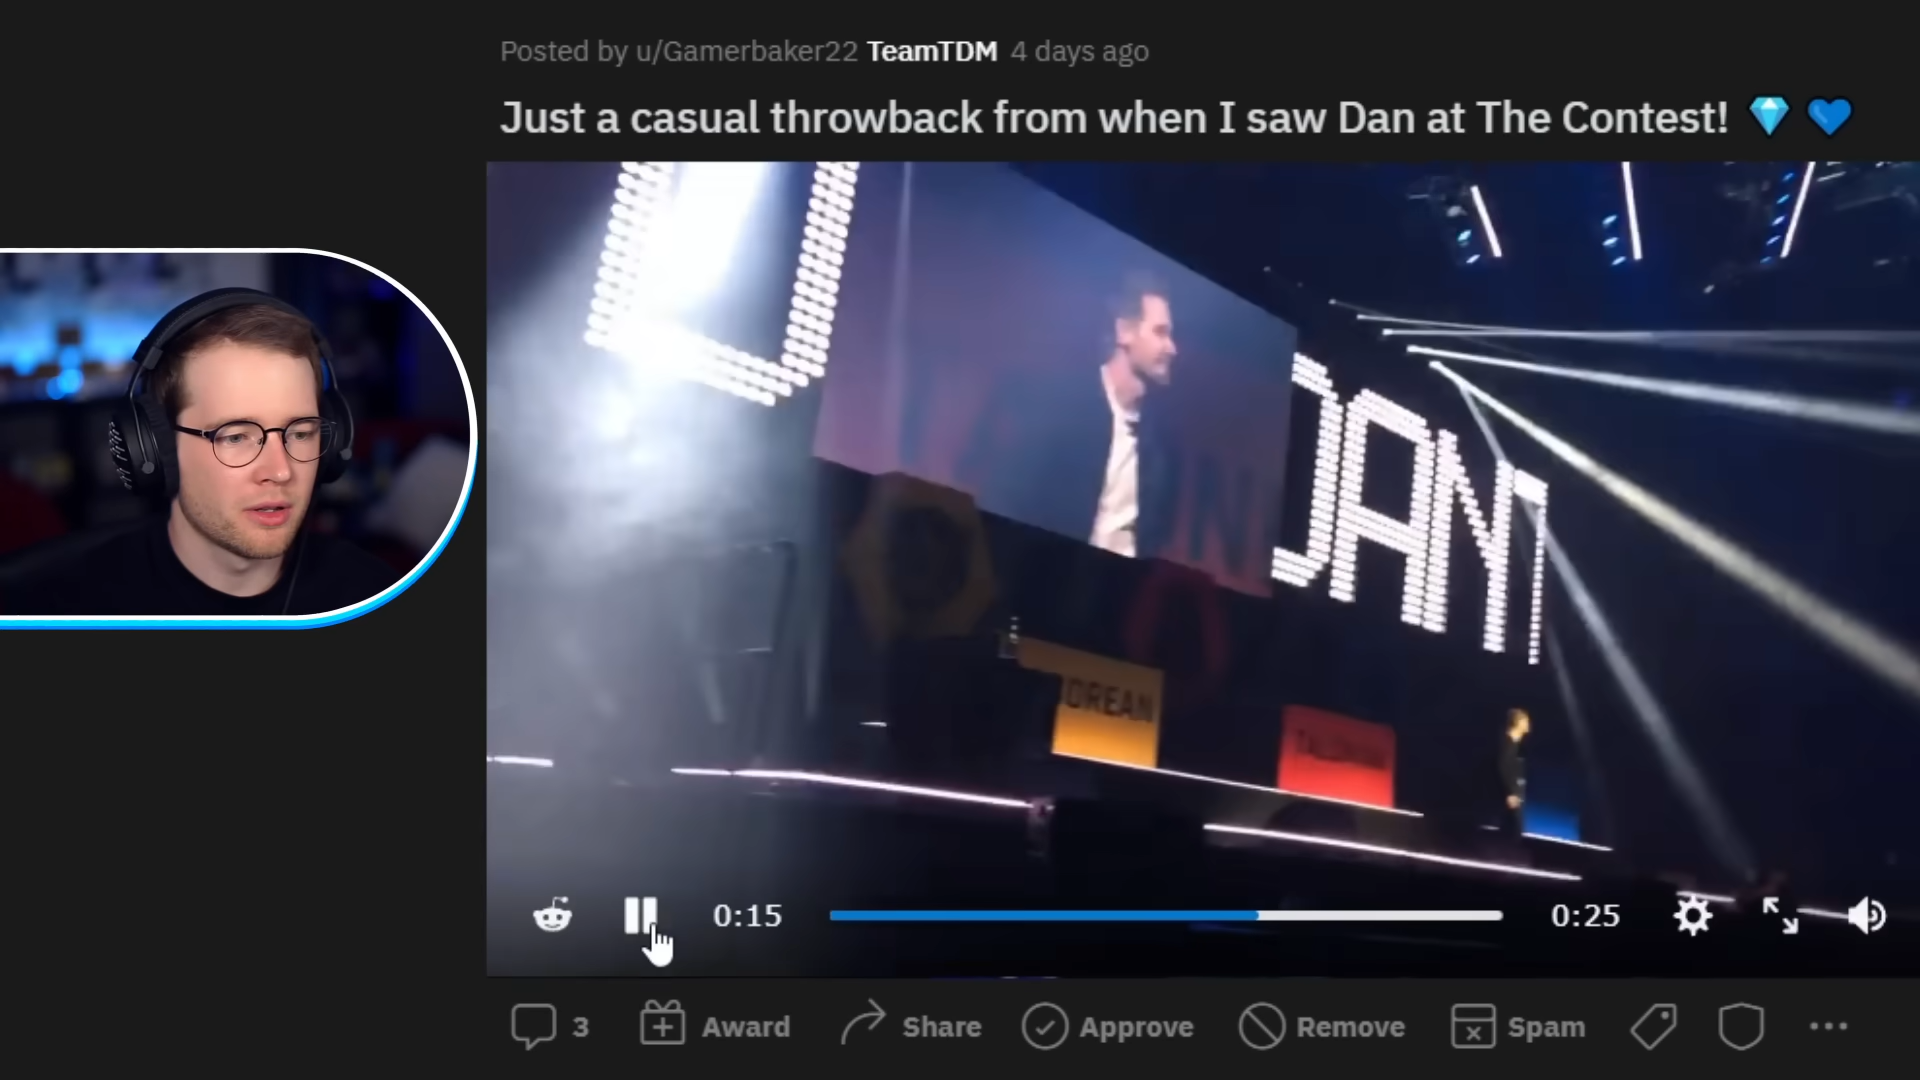 Posted by u/Gamerbaker22 TeamTDM 4 days ago
Just a casual throwback from when I saw Dan at The Contest! 💎 💙
DANT
OREAN
0:15
0:25
3
Award
Share
Approve
Remove
Spam